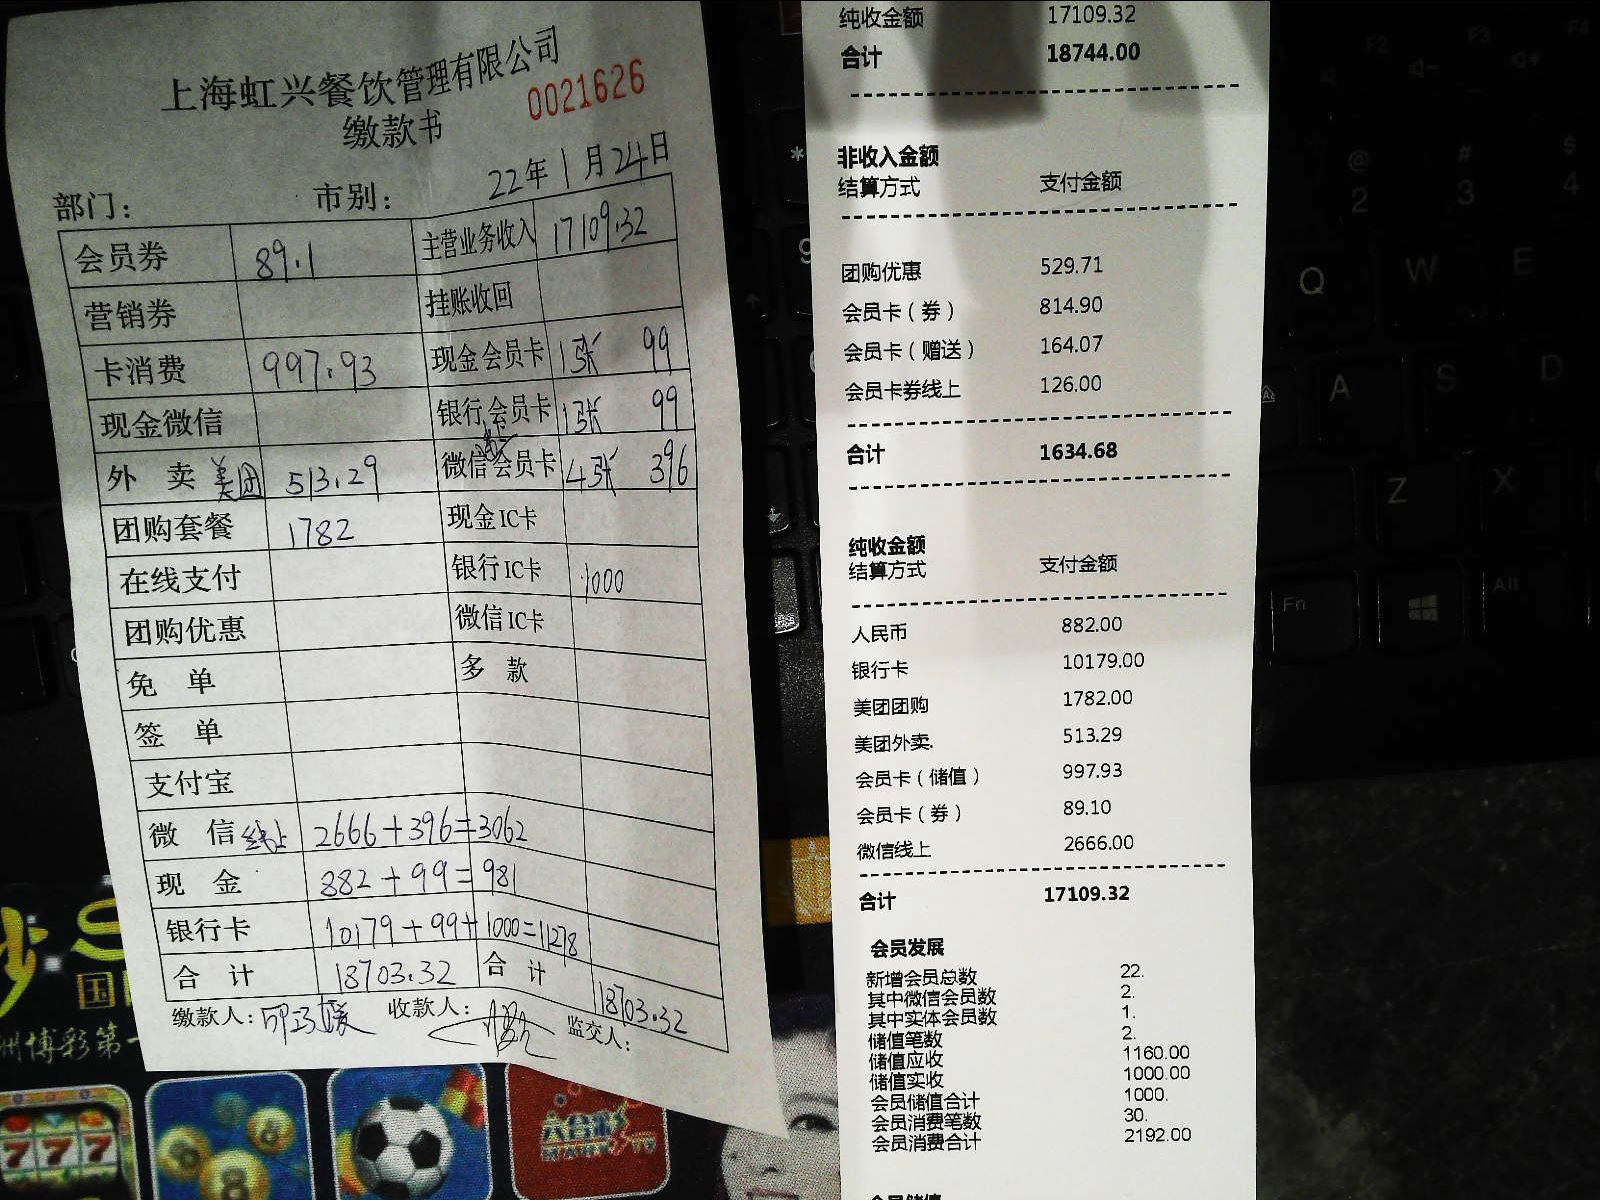 上海虹兴餐饮管理有限公司
缴款书
0021626
22年1月24日
部门： 市别：
会员券 89.1 主营业务收入 17109.32
营销券 挂账收回
卡消费 997.93 现金会员卡 1张 99
现金微信 银行会员卡 1张 99
外 卖 美团 513.29 微信会员卡 4张 396
团购套餐 1782 现金IC卡
在线支付 银行IC卡 1000
团购优惠 微信IC卡
免 单 多 款
签 单
支付宝
微 信 线上 2666+396=3062
现 金 882+99=981
银行卡 10179+99+1000=11278
合 计 18703.32 合 计 18703.32
缴款人： 收款人： 监交人：
纯收金额 17109.32
合计 18744.00
非收入金额
结算方式 支付金额
团购优惠 529.71
会员卡（券） 814.90
会员卡（赠送） 164.07
会员卡券线上 126.00
合计 1634.68
纯收金额
结算方式 支付金额
人民币 882.00
银行卡 10179.00
美团团购 1782.00
美团外卖. 513.29
会员卡（储值） 997.93
会员卡（券） 89.10
微信线上 2666.00
合计 17109.32
会员发展
新增会员总数 22.
其中微信会员数 2.
其中实体会员数 1.
储值笔数 2.
储值应收 1160.00
储值实收 1000.00
会员储值合计 1000.
会员消费笔数 30.
会员消费合计 2192.00
F2
F3
F4
@
2
#
3
$
4
*
9
Q
W
E
A
S
D
Z
X
Fn
Alt
洲博彩第一
777
8
6